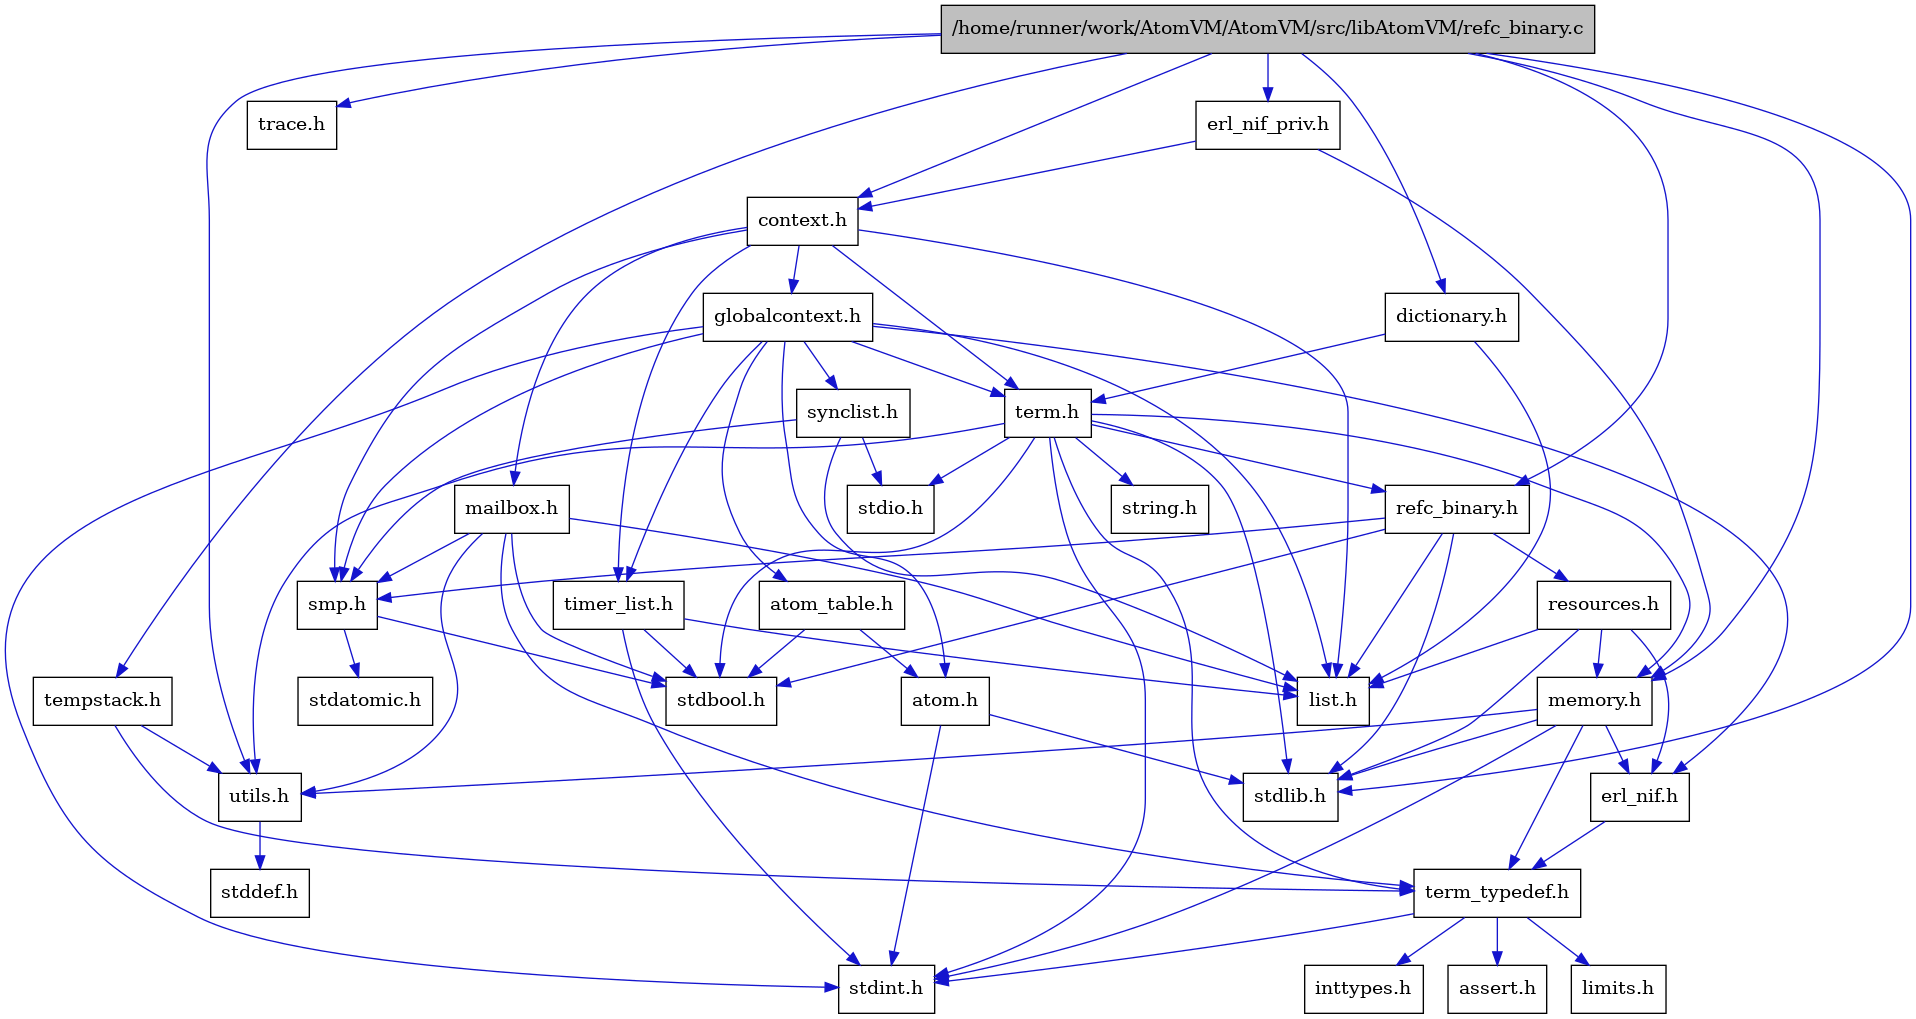 /home/runner/work/AtomVM/AtomVM/src/libAtomVM/refc_binary.c
trace.h
erl_nif_priv.h
context.h
globalcontext.h
dictionary.h
synclist.h
term.h
mailbox.h
stdio.h
string.h
refc_binary.h
smp.h
timer_list.h
atom_table.h
resources.h
tempstack.h
stdatomic.h
stdbool.h
atom.h
list.h
memory.h
utils.h
stdlib.h
erl_nif.h
stddef.h
term_typedef.h
stdint.h
inttypes.h
assert.h
limits.h